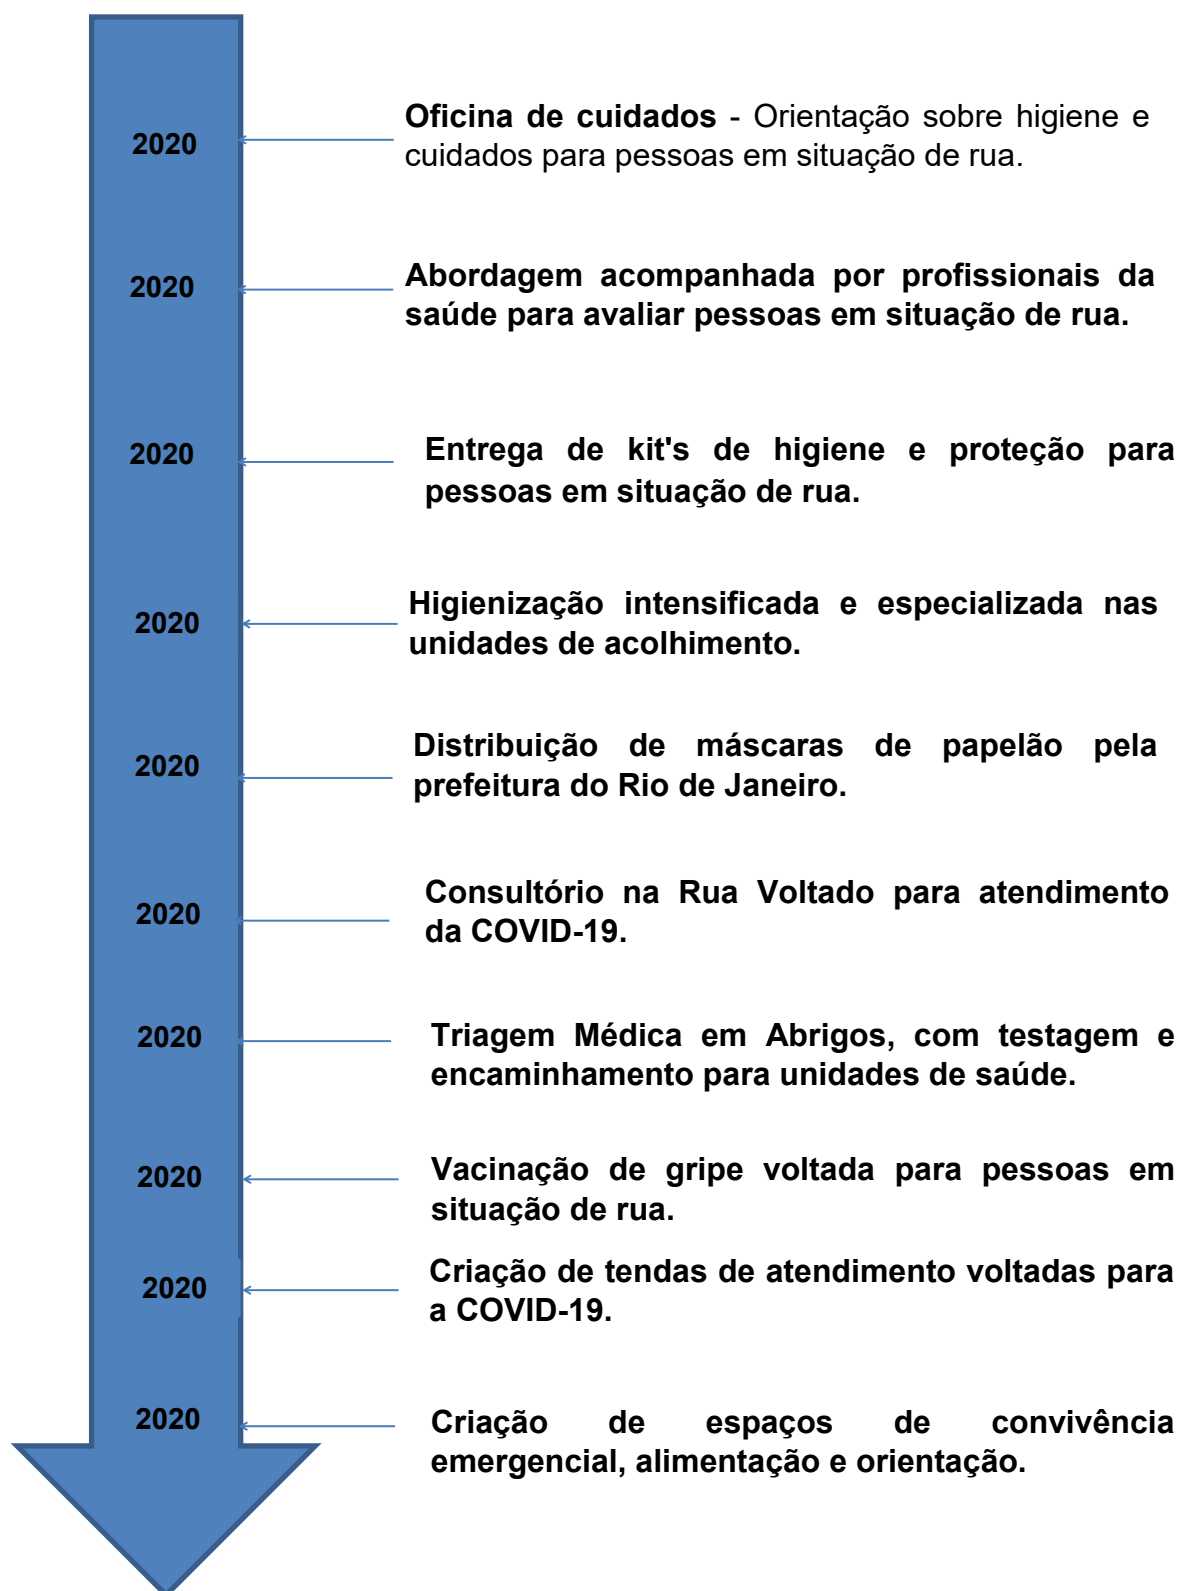 2020
Oficina de cuidados - Orientação sobre higiene e
cuidados para pessoas em situação de rua.
2020
Abordagem acompanhada por profissionais da
saúde para avaliar pessoas em situação de rua.
2020
Entrega de kit's de higiene e proteção para
pessoas em situação de rua.
2020
Higienização intensificada e especializada nas
unidades de acolhimento.
2020
Distribuição de máscaras de papelão pela
prefeitura do Rio de Janeiro.
2020
Consultório na Rua Voltado para atendimento
da COVID-19.
2020
Triagem Médica em Abrigos, com testagem e
encaminhamento para unidades de saúde.
2020
Vacinação de gripe voltada para pessoas em
situação de rua.
2020
Criação de tendas de atendimento voltadas para
a COVID-19.
2020
Criação de espaços de convivência
emergencial, alimentação e orientação.